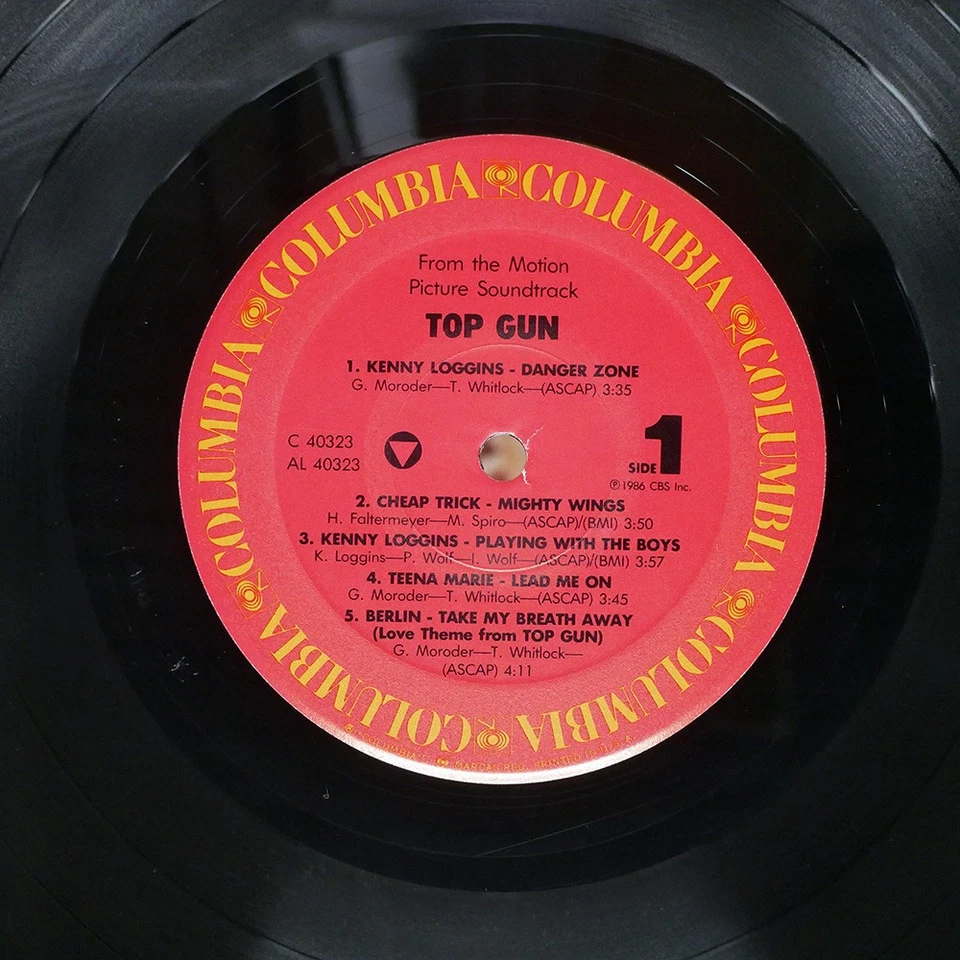 COLUMBIA COLUMBIA COLUMBIA COLUMBIA COLUMBIA COLUMBIA COLUMBIA
From the Motion
Picture Soundtrack
TOP GUN
1. KENNY LOGGINS - DANGER ZONE
G. Moroder—T. Whitlock—(ASCAP) 3:35
C 40323
AL 40323
SIDE 1
Ⓟ1986 CBS Inc.
2. CHEAP TRICK - MIGHTY WINGS
H. Faltermeyer—M. Spiro—(ASCAP)/(BMI) 3:50
3. KENNY LOGGINS - PLAYING WITH THE BOYS
K. Loggins—P. Wolf—I. Wolf—(ASCAP)/(BMI) 3:57
4. TEENA MARIE - LEAD ME ON
G. Moroder—T. Whitlock—(ASCAP) 3:45
5. BERLIN - TAKE MY BREATH AWAY
(Love Theme from TOP GUN)
G. Moroder—T. Whitlock—
(ASCAP) 4:11